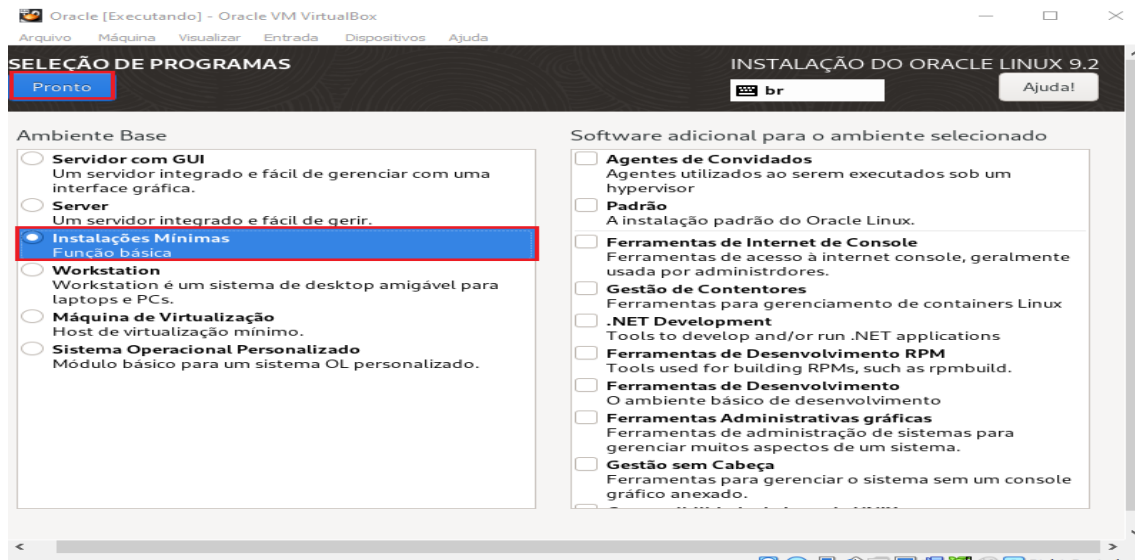 Oracle [Executando] - Oracle VM VirtualBox
Arquivo Máquina Visualizar Entrada Dispositivos Ajuda
SELEÇÃO DE PROGRAMAS
INSTALAÇÃO DO ORACLE LINUX 9.2
Pronto
br
Ajuda!
Ambiente Base
Servidor com GUI
Um servidor integrado e fácil de gerenciar com uma
interface gráfica.
Server
Um servidor integrado e fácil de gerir.
Instalações Mínimas
Função básica
Workstation
Workstation é um sistema de desktop amigável para
laptops e PCs.
Máquina de Virtualização
Host de virtualização mínimo.
Sistema Operacional Personalizado
Módulo básico para um sistema OL personalizado.
Software adicional para o ambiente selecionado
Agentes de Convidados
Agentes utilizados ao serem executados sob um
hypervisor
Padrão
A instalação padrão do Oracle Linux.
Ferramentas de Internet de Console
Ferramentas de acesso à internet console, geralmente
usada por administrdores.
Gestão de Contentores
Ferramentas para gerenciamento de containers Linux
.NET Development
Tools to develop and/or run .NET applications
Ferramentas de Desenvolvimento RPM
Tools used for building RPMs, such as rpmbuild.
Ferramentas de Desenvolvimento
O ambiente básico de desenvolvimento
Ferramentas Administrativas gráficas
Ferramentas de administração de sistemas para
gerenciar muitos aspectos de um sistema.
Gestão sem Cabeça
Ferramentas para gerenciar o sistema sem um console
gráfico anexado.